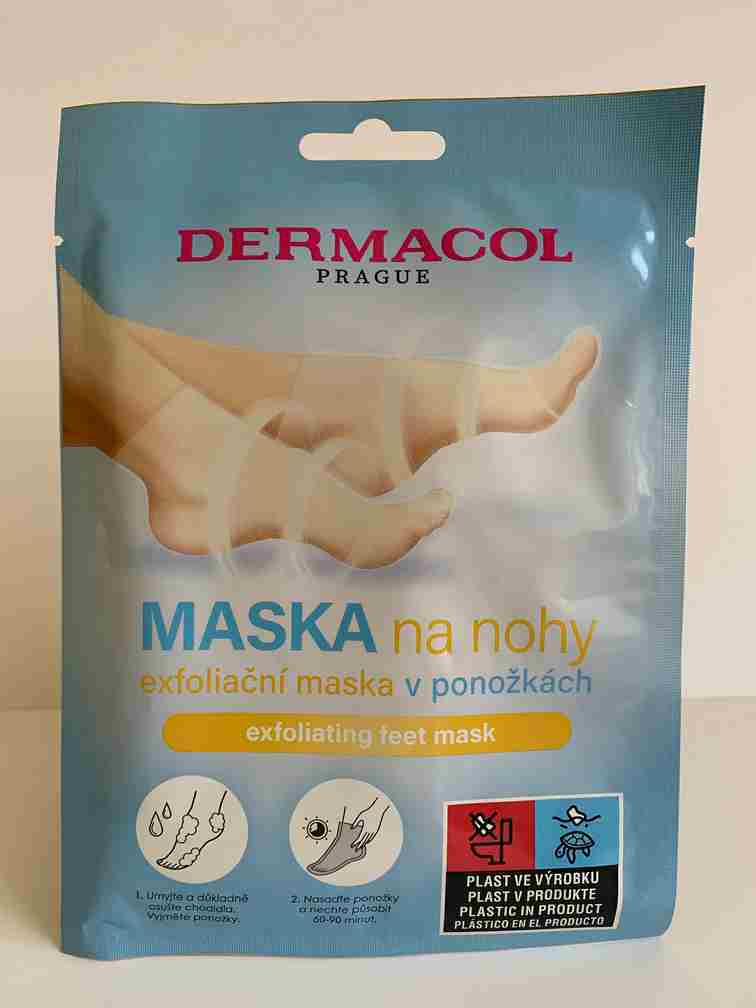 DERMACOL
PRAGUE
MASKA na nohy
exfoliační maska v ponožkách
exfoliating feet mask
1. Umyjte a důkladně
osušte chodidla.
Vyjměte ponožky.
2. Nasaďte ponožky
a nechte působit
60-90 minut.
PLAST VE VÝROBKU
PLAST V PRODUKTE
PLASTIC IN PRODUCT
PLÁSTICO EN EL PRODUCTO